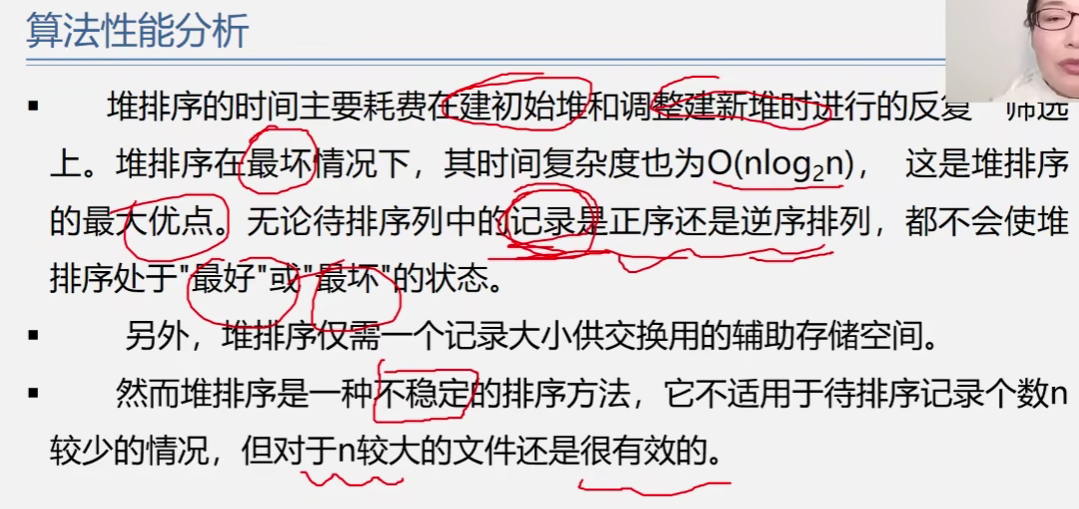 算法性能分析
▪ 堆排序的时间主要耗费在建初始堆和调整建新堆时进行的反复 筛选
上。堆排序在最坏情况下，其时间复杂度也为O(nlog₂n)， 这是堆排序
的最大优点。无论待排序列中的记录是正序还是逆序排列，都不会使堆
排序处于"最好"或"最坏"的状态。
▪ 另外，堆排序仅需一个记录大小供交换用的辅助存储空间。
▪ 然而堆排序是一种不稳定的排序方法，它不适用于待排序记录个数n
较少的情况，但对于n较大的文件还是很有效的。